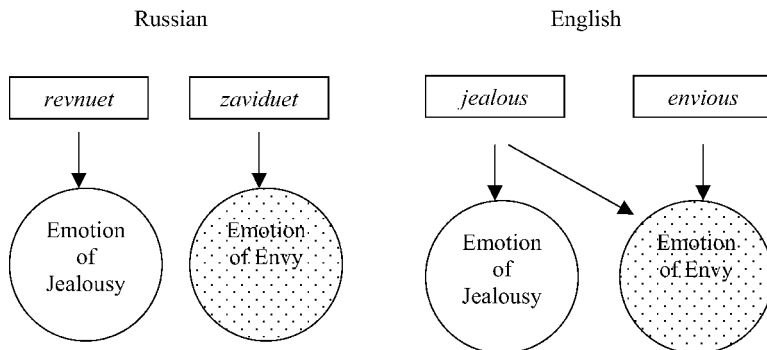 Russian
English
revnuet
zaviduet
jealous
envious
Emotion
of
Jealousy
Emotion
of Envy
Emotion
of
Jealousy
Emotion
of Envy